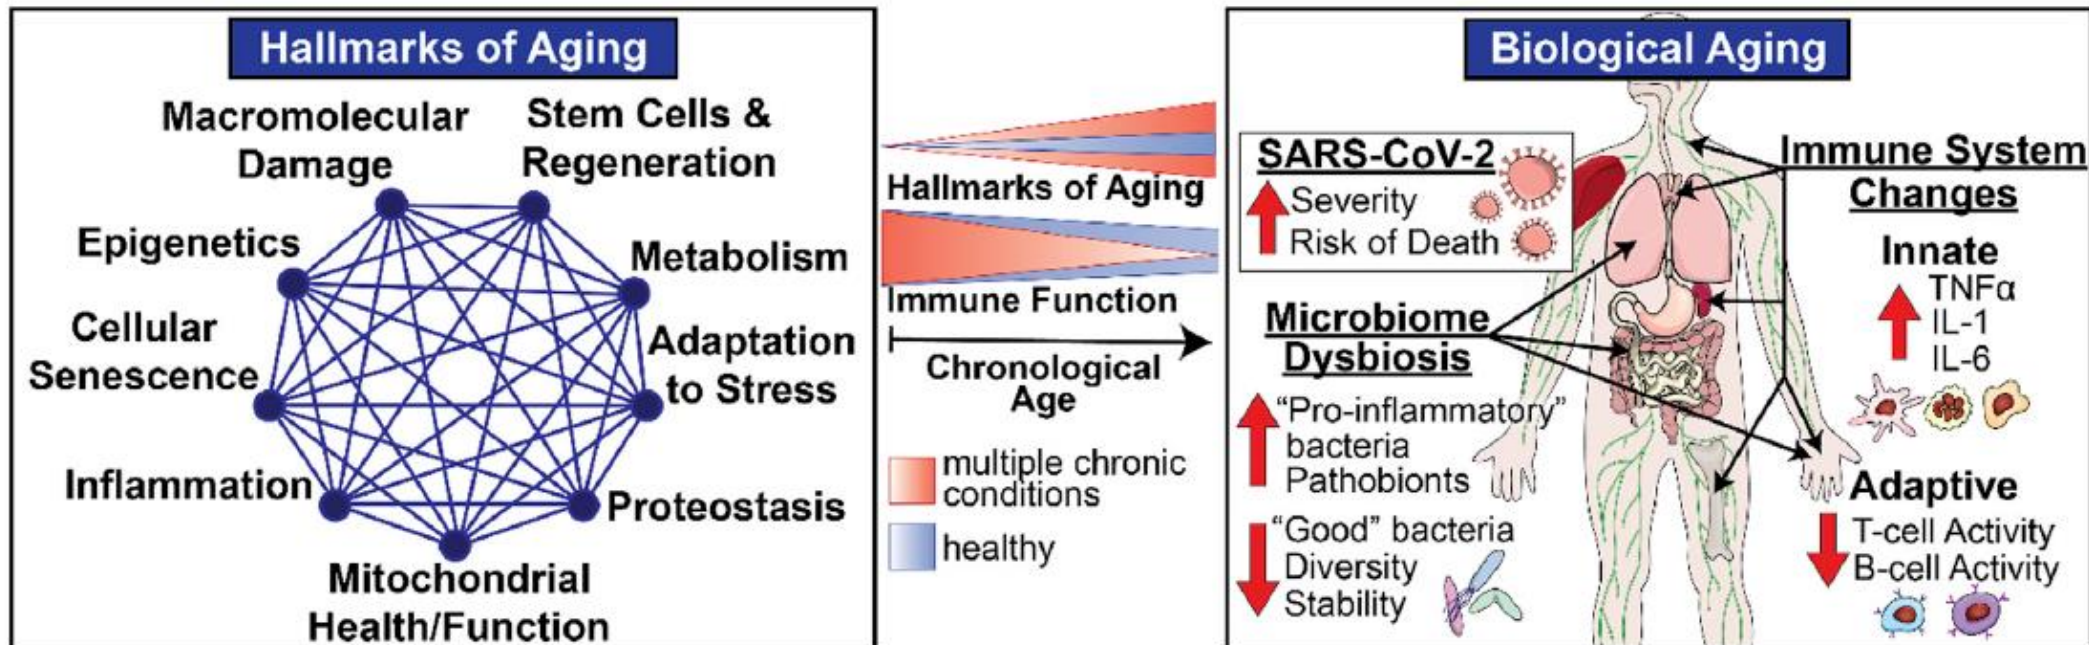 Hallmarks of Aging
Macromolecular
Damage
Stem Cells &
Regeneration
Epigenetics
Metabolism
Cellular
Senescence
Adaptation
to Stress
Inflammation
Proteostasis
Mitochondrial
Health/Function
Hallmarks of Aging
Immune Function
Chronological
Age
multiple chronic
conditions
healthy
Biological Aging
SARS-CoV-2
Severity
Risk of Death
Microbiome
Dysbiosis
"Pro-inflammatory"
bacteria
Pathobionts
"Good" bacteria
Diversity
Stability
Immune System
Changes
Innate
TNFα
IL-1
IL-6
Adaptive
T-cell Activity
B-cell Activity